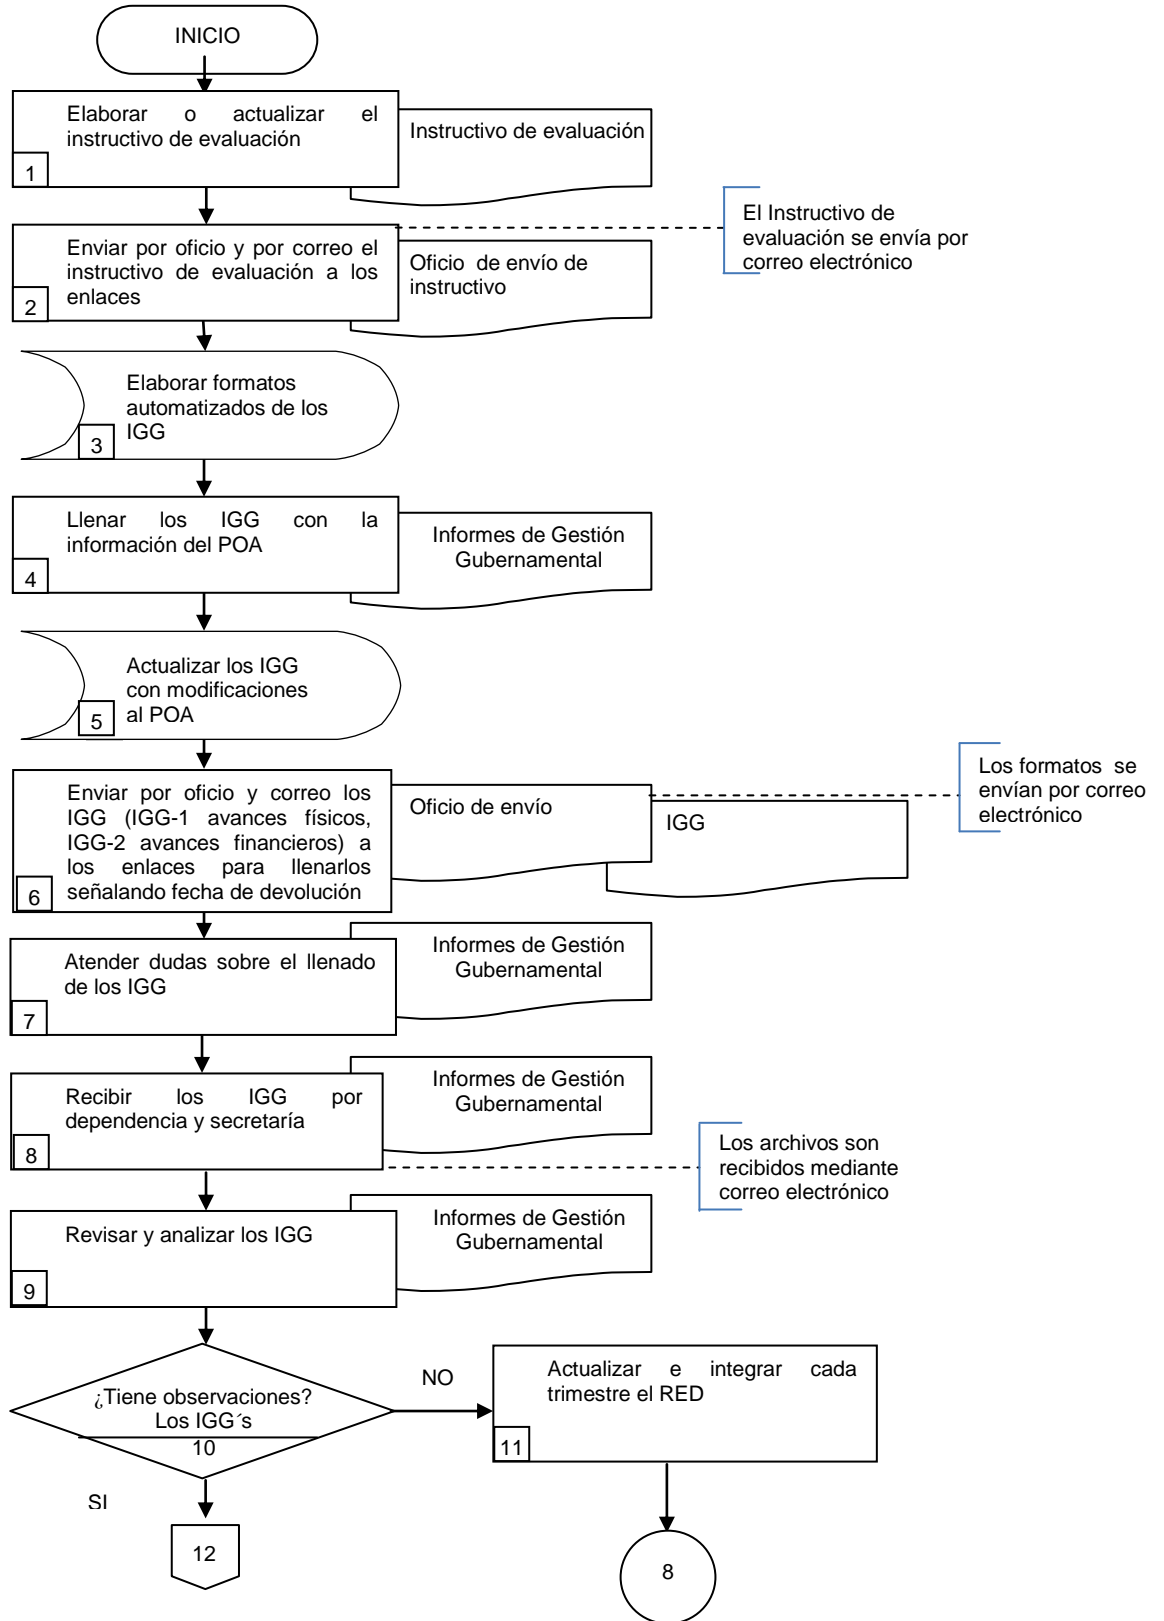 INICIO
Elaborar o actualizar el
instructivo de evaluación
1
Instructivo de evaluación
Enviar por oficio y por correo el
instructivo de evaluación a los
enlaces
2
Oficio de envío de
instructivo
El Instructivo de
evaluación se envía por
correo electrónico
Elaborar formatos
automatizados de los
IGG
3
Llenar los IGG con la
información del POA
4
Informes de Gestión
Gubernamental
Actualizar los IGG
con modificaciones
al POA
5
Enviar por oficio y correo los
IGG (IGG-1 avances físicos,
IGG-2 avances financieros) a
los enlaces para llenarlos
señalando fecha de devolución
6
Oficio de envío
IGG
Los formatos se
envían por correo
electrónico
Atender dudas sobre el llenado
de los IGG
7
Informes de Gestión
Gubernamental
Recibir los IGG por
dependencia y secretaría
8
Informes de Gestión
Gubernamental
Los archivos son
recibidos mediante
correo electrónico
Revisar y analizar los IGG
9
Informes de Gestión
Gubernamental
¿Tiene observaciones?
Los IGG´s
10
NO
Actualizar e integrar cada
trimestre el RED
11
SI
12
8